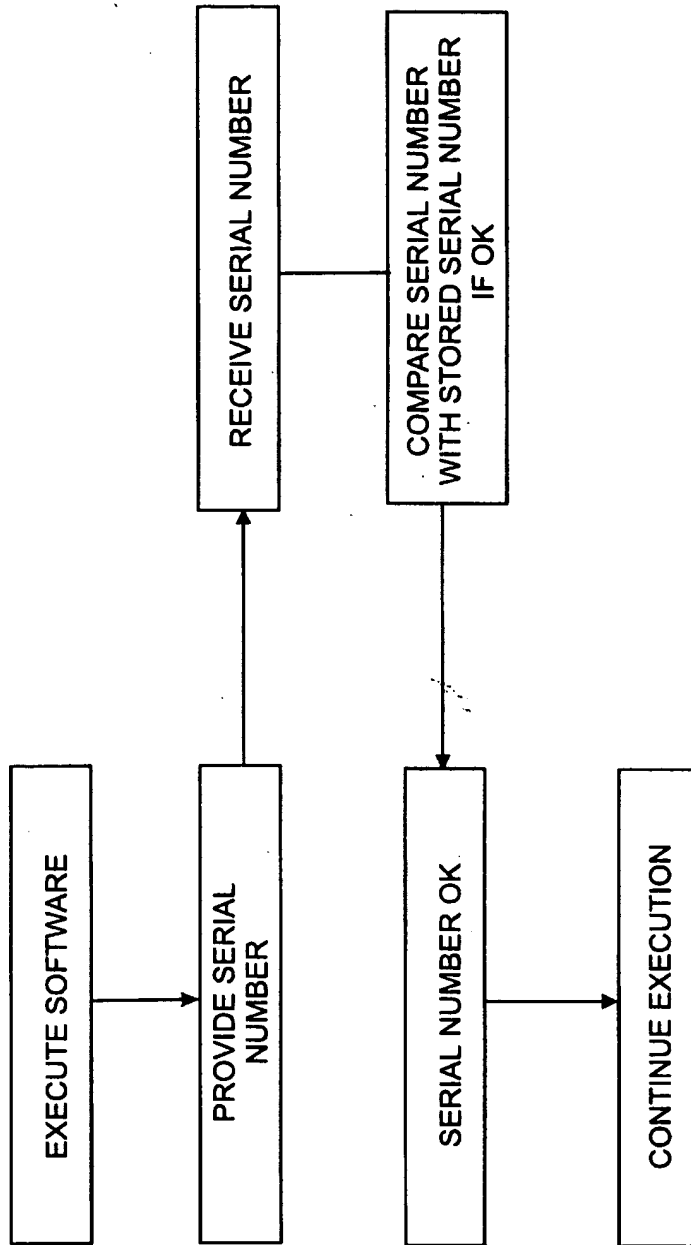 EXECUTE SOFTWARE
PROVIDE SERIAL
NUMBER
RECEIVE SERIAL NUMBER
COMPARE SERIAL NUMBER
WITH STORED SERIAL NUMBER
IF OK
SERIAL NUMBER OK
CONTINUE EXECUTION